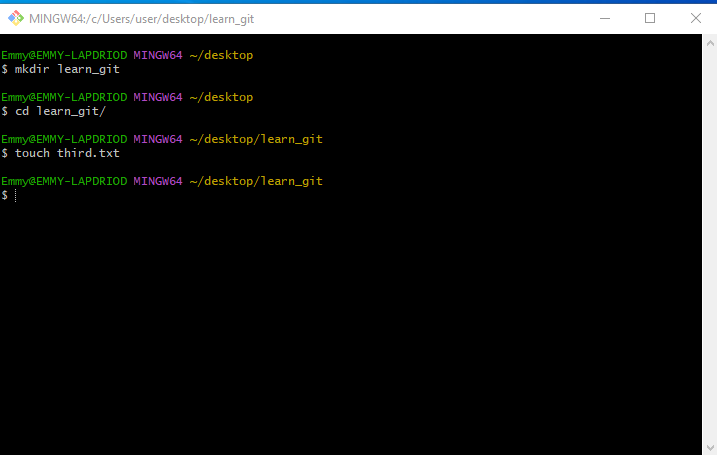 MINGW64:/c/Users/user/desktop/learn_git
Emmy@EMMY-LAPDRIOD MINGW64 ~/desktop
$ mkdir learn_git
Emmy@EMMY-LAPDRIOD MINGW64 ~/desktop
$ cd learn_git/
Emmy@EMMY-LAPDRIOD MINGW64 ~/desktop/learn_git
$ touch third.txt
Emmy@EMMY-LAPDRIOD MINGW64 ~/desktop/learn_git
$